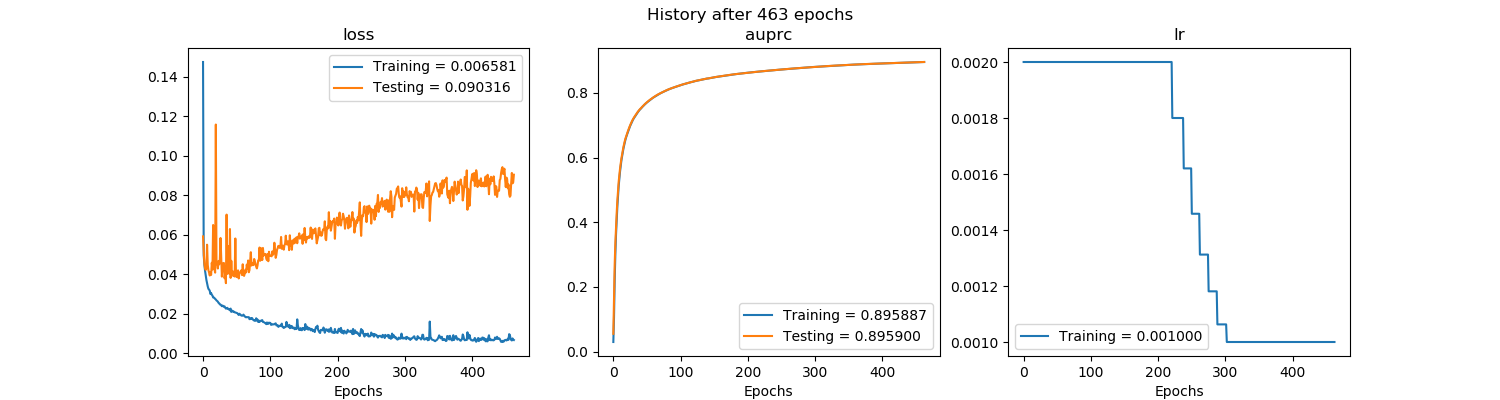 History after 463 epochs
loss
Training = 0.006581
Testing = 0.090316
0.14
0.12
0.10
0.08
0.06
0.04
0.02
0.00
0
100
200
300
400
Epochs
auprc
0.8
0.6
0.4
0.2
0.0
Training = 0.895887
Testing = 0.895900
0
100
200
300
400
Epochs
lr
0.0020
0.0018
0.0016
0.0014
0.0012
0.0010
Training = 0.001000
0
100
200
300
400
Epochs